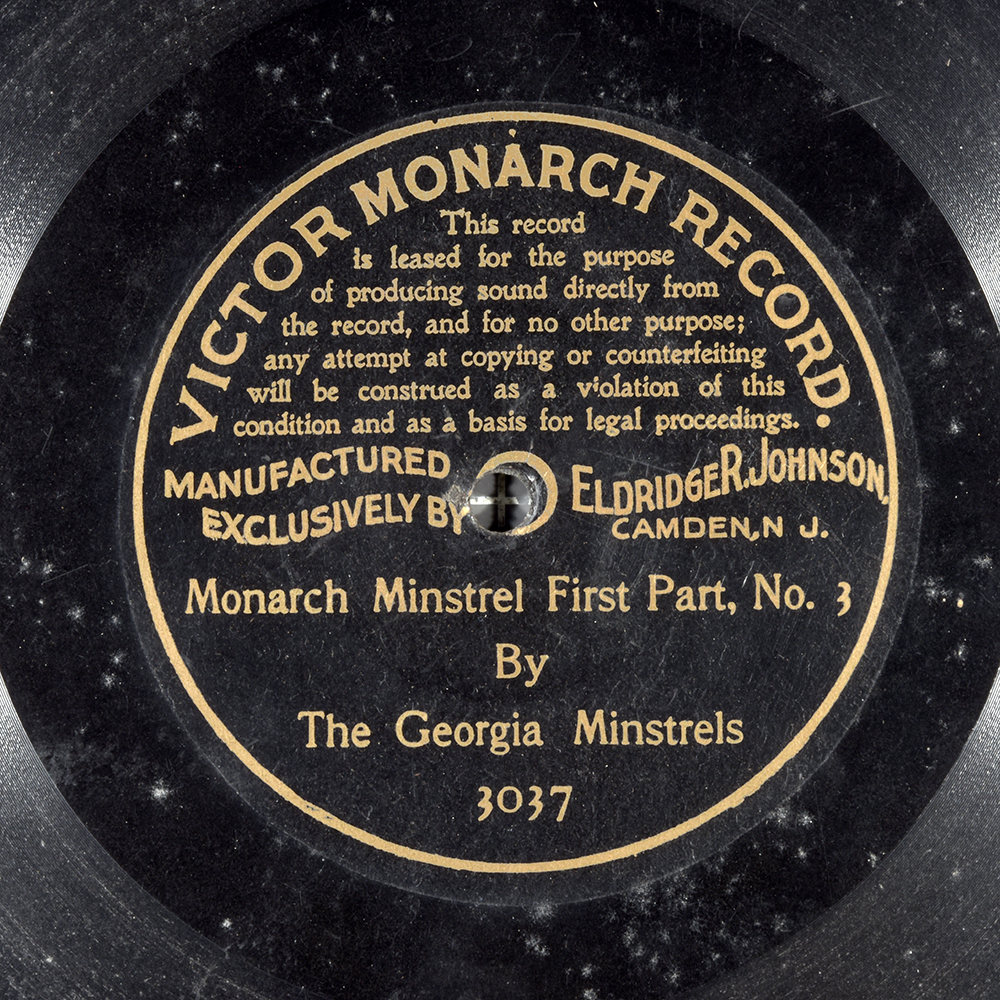 VICTOR MONARCH RECORD.
This record
is leased for the purpose
of producing sound directly from
the record, and for no other purpose;
any attempt at copying or counterfeiting
will be construed as a violation of this
condition and as a basis for legal proceedings.
MANUFACTURED
EXCLUSIVELY BY
ELDRIDGE R. JOHNSON,
CAMDEN, N J.
Monarch Minstrel First Part, No. 3
By
The Georgia Minstrels
3037